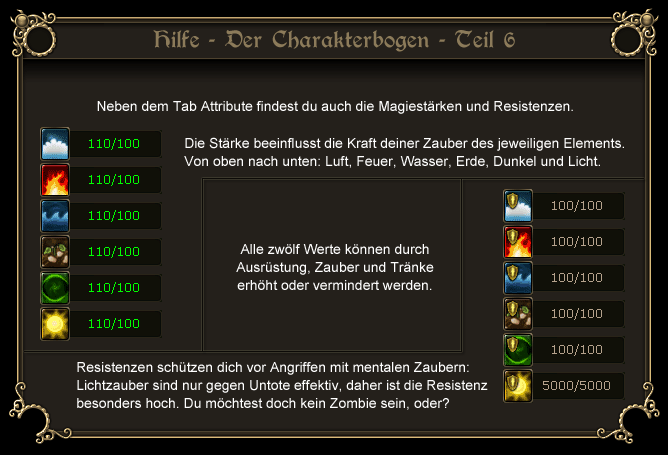 Hilfe - Der Charakterbogen - Teil 6
Neben dem Tab Attribute findest du auch die Magiestärken und Resistenzen.
110/100
110/100
110/100
110/100
110/100
110/100
Die Stärke beeinflusst die Kraft deiner Zauber des jeweiligen Elements.
Von oben nach unten: Luft, Feuer, Wasser, Erde, Dunkel und Licht.
Alle zwölf Werte können durch
Ausrüstung, Zauber und Tränke
erhöht oder vermindert werden.
100/100
100/100
100/100
100/100
100/100
5000/5000
Resistenzen schützen dich vor Angriffen mit mentalen Zaubern:
Lichtzauber sind nur gegen Untote effektiv, daher ist die Resistenz
besonders hoch. Du möchtest doch kein Zombie sein, oder?